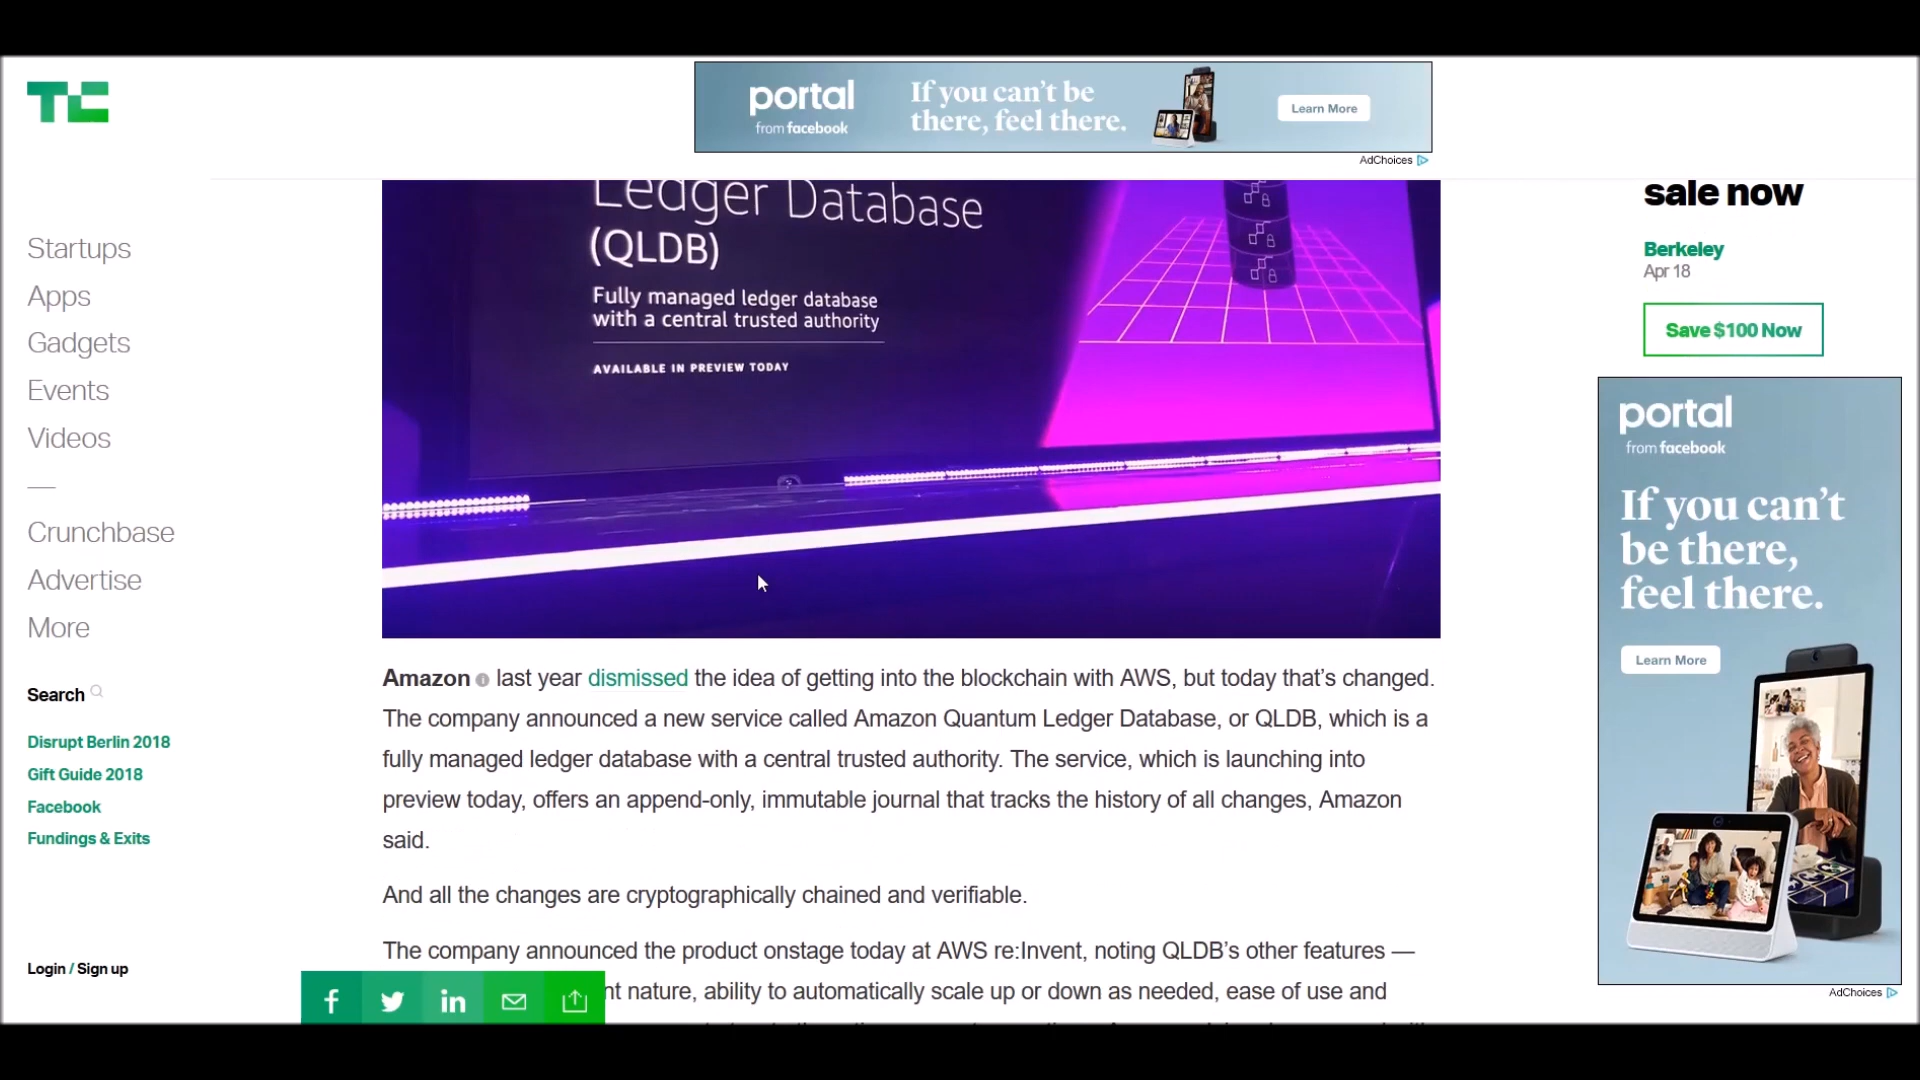 TC
portal
from facebook
If you can't be
there, feel there.
Learn More
AdChoices
Startups
Apps
Gadgets
Events
Videos
Crunchbase
Advertise
More
Search
Disrupt Berlin 2018
Gift Guide 2018
Facebook
Fundings & Exits
Login / Sign up
Ledger Database
(QLDB)
Fully managed ledger database
with a central trusted authority
AVAILABLE IN PREVIEW TODAY
Amazon last year dismissed the idea of getting into the blockchain with AWS, but today that's changed.
The company announced a new service called Amazon Quantum Ledger Database, or QLDB, which is a
fully managed ledger database with a central trusted authority. The service, which is launching into
preview today, offers an append-only, immutable journal that tracks the history of all changes, Amazon
said.
And all the changes are cryptographically chained and verifiable.
The company announced the product onstage today at AWS re:Invent, noting QLDB's other features —
nature, ability to automatically scale up or down as needed, ease of use and
f
in
sale now
Berkeley
Apr 18
Save $100 Now
portal
from facebook
If you can't
be there,
feel there.
Learn More
AdChoices